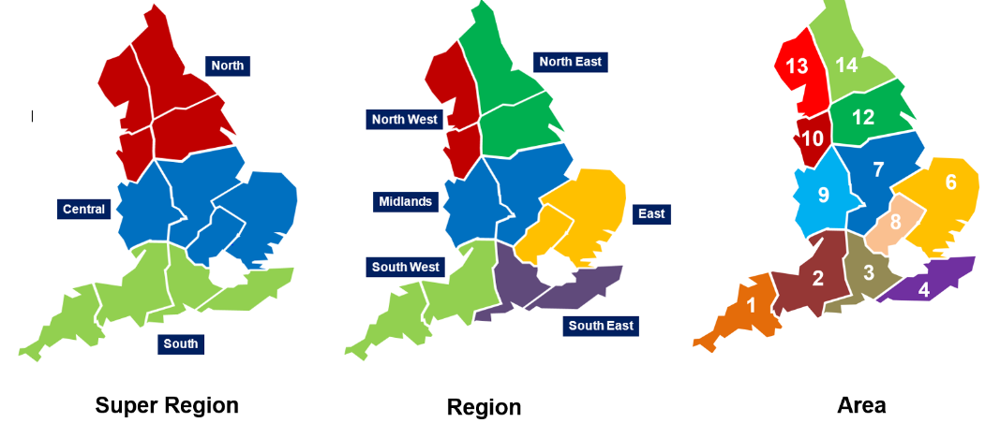 North
North West
Central
South
Super Region
North East
Midlands
East
South West
South East
Region
13
14
12
10
7
9
6
8
2
3
4
1
Area